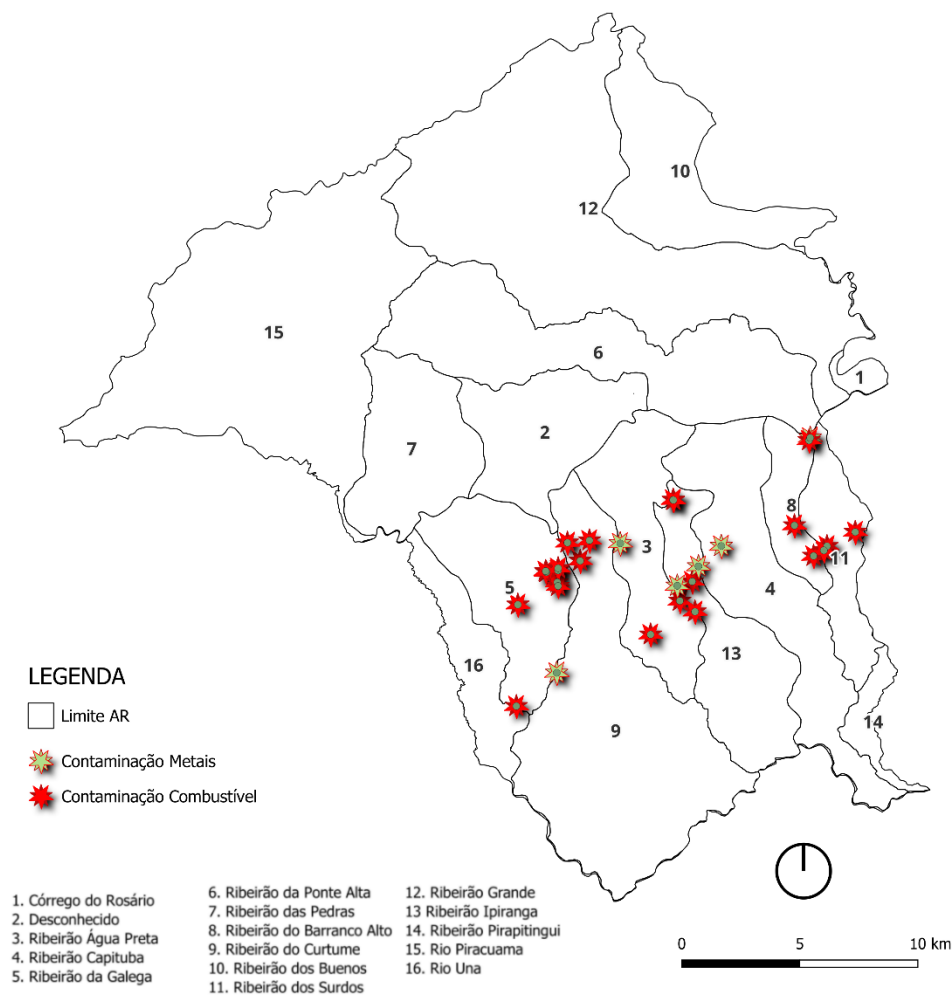 10
12
15
6
1
2
7
8
3
11
5
4
13
16
14
9
LEGENDA
Limite AR
Contaminação Metais
Contaminação Combustível
1. Córrego do Rosário
2. Desconhecido
3. Ribeirão Água Preta
4. Ribeirão Capituba
5. Ribeirão da Galega
6. Ribeirão da Ponte Alta
7. Ribeirão das Pedras
8. Ribeirão do Barranco Alto
9. Ribeirão do Curtume
10. Ribeirão dos Buenos
11. Ribeirão dos Surdos
12. Ribeirão Grande
13 Ribeirão Ipiranga
14. Ribeirão Pirapitingui
15. Rio Piracuama
16. Rio Una
0 5 10 km